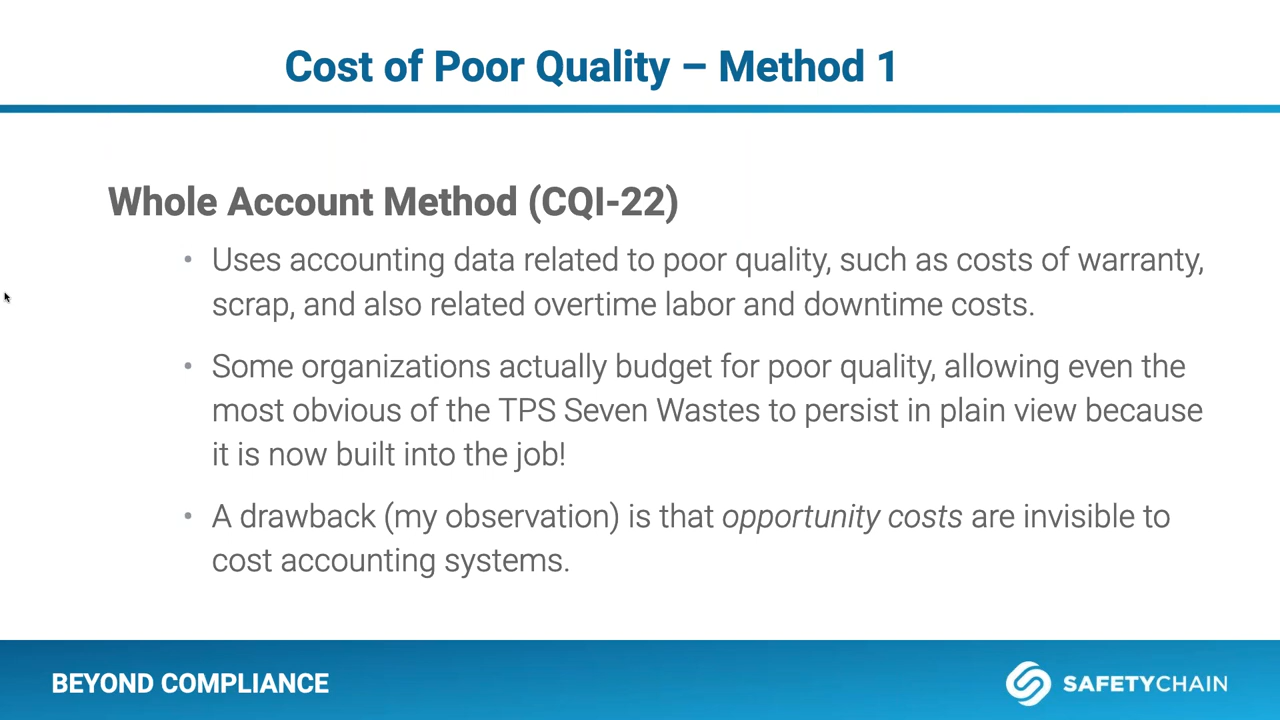 Cost of Poor Quality – Method 1
Whole Account Method (CQI-22)
• Uses accounting data related to poor quality, such as costs of warranty,
scrap, and also related overtime labor and downtime costs.
• Some organizations actually budget for poor quality, allowing even the
most obvious of the TPS Seven Wastes to persist in plain view because
it is now built into the job!
• A drawback (my observation) is that opportunity costs are invisible to
cost accounting systems.
BEYOND COMPLIANCE
SAFETYCHAIN